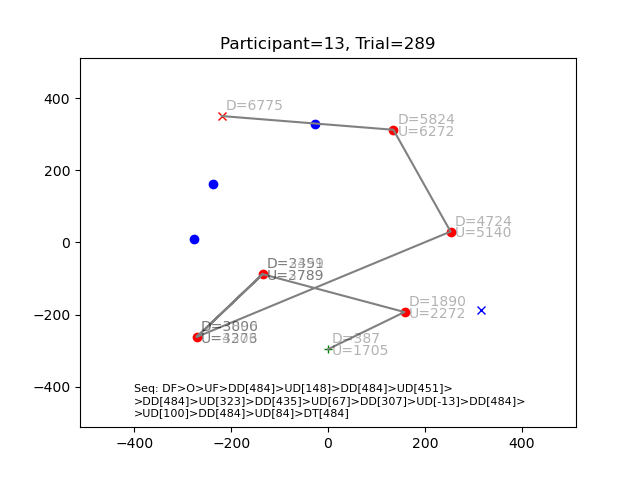 Participant=13, Trial=289
400
200
0
−200
−400
−400
−200
0
200
400
D=6775
D=5824
U=6272
D=4724
U=5140
D=1890
U=2272
D=387
U=1705
Seq: DF>O>UF>DD[484]>UD[148]>DD[484]>UD[451]>
>DD[484]>UD[323]>DD[435]>UD[67]>DD[307]>UD[-13]>DD[484]>
>UD[100]>DD[484]>UD[84]>DT[484]